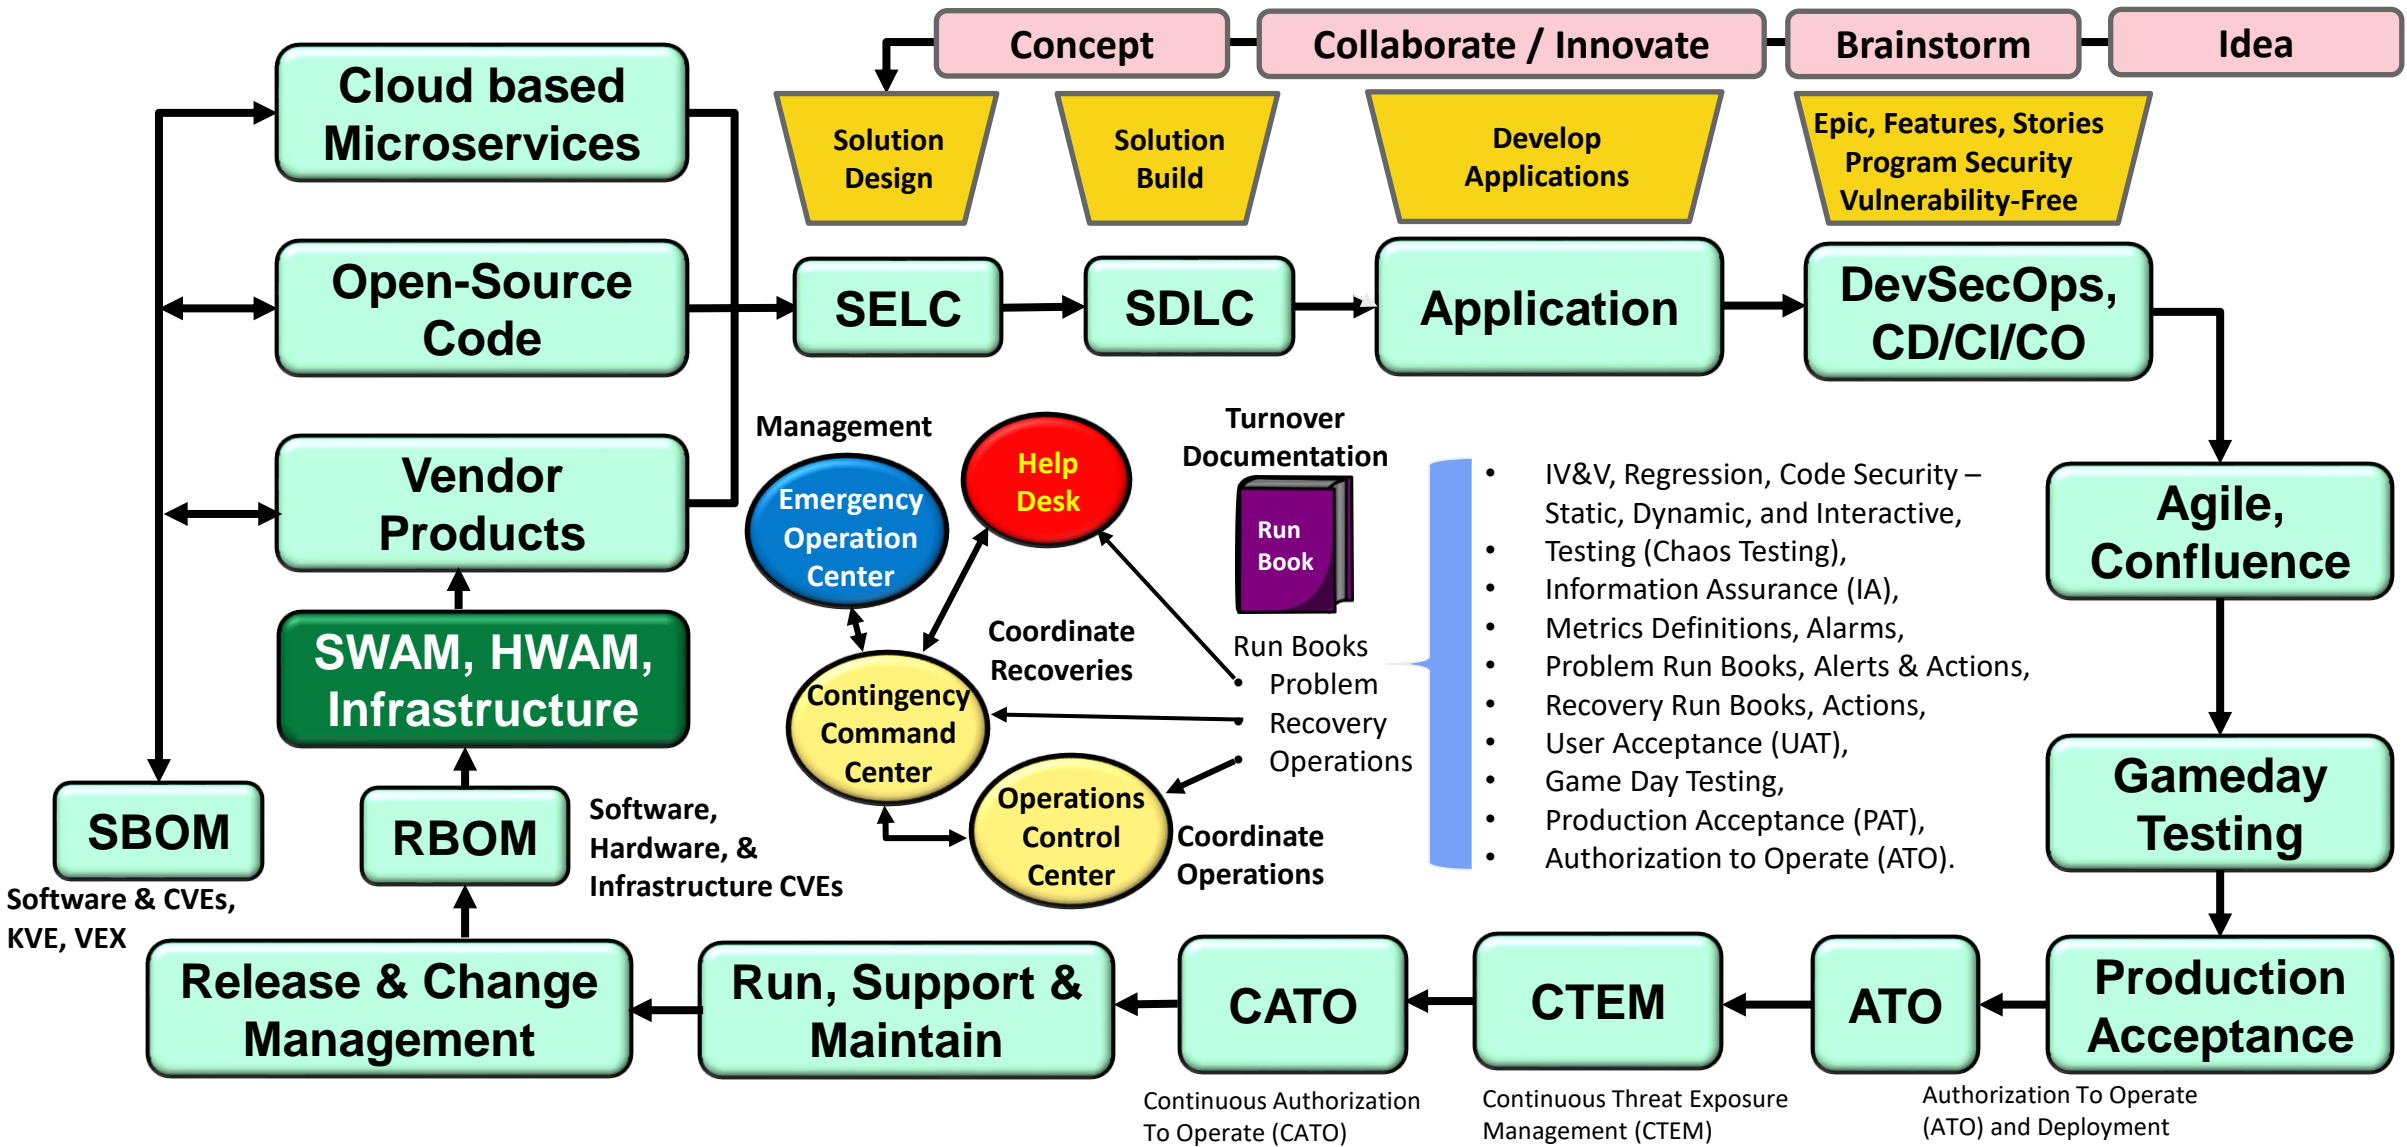 Concept
Collaborate / Innovate
Brainstorm
Idea
Cloud based
Microservices
Solution
Design
Solution
Build
Develop
Applications
Epic, Features, Stories
Program Security
Vulnerability-Free
Open-Source
Code
SELC
SDLC
Application
DevSecOps,
CD/CI/CO
Vendor
Products
Management
Emergency
Operation
Center
Help
Desk
Turnover
Documentation
Run
Book
• IV&V, Regression, Code Security –
Static, Dynamic, and Interactive,
• Testing (Chaos Testing),
• Information Assurance (IA),
• Metrics Definitions, Alarms,
• Problem Run Books, Alerts & Actions,
• Recovery Run Books, Actions,
• User Acceptance (UAT),
• Game Day Testing,
• Production Acceptance (PAT),
• Authorization to Operate (ATO).
Agile,
Confluence
SWAM, HWAM,
Infrastructure
Coordinate
Recoveries
Run Books
• Problem
• Recovery
• Operations
Contingency
Command
Center
Operations
Control
Center
Coordinate
Operations
Gameday
Testing
SBOM
Software & CVEs,
KVE, VEX
RBOM
Software,
Hardware, &
Infrastructure CVEs
Release & Change
Management
Run, Support &
Maintain
CATO
CTEM
ATO
Production
Acceptance
Continuous Authorization
To Operate (CATO)
Continuous Threat Exposure
Management (CTEM)
Authorization To Operate
(ATO) and Deployment